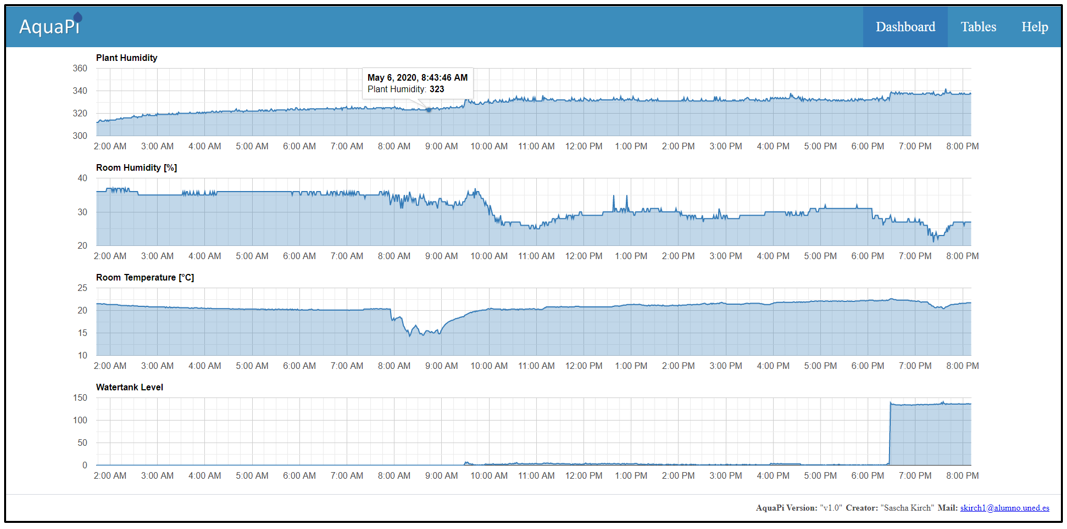 AquaPi
Dashboard Tables Help
Plant Humidity
May 6, 2020, 8:43:46 AM
Plant Humidity: 323
360
340
320
300
2:00 AM 3:00 AM 4:00 AM 5:00 AM 6:00 AM 7:00 AM 8:00 AM 9:00 AM 10:00 AM 11:00 AM 12:00 PM 1:00 PM 2:00 PM 3:00 PM 4:00 PM 5:00 PM 6:00 PM 7:00 PM 8:00 PM
Room Humidity [%]
40
30
20
2:00 AM 3:00 AM 4:00 AM 5:00 AM 6:00 AM 7:00 AM 8:00 AM 9:00 AM 10:00 AM 11:00 AM 12:00 PM 1:00 PM 2:00 PM 3:00 PM 4:00 PM 5:00 PM 6:00 PM 7:00 PM 8:00 PM
Room Temperature [°C]
25
20
15
10
2:00 AM 3:00 AM 4:00 AM 5:00 AM 6:00 AM 7:00 AM 8:00 AM 9:00 AM 10:00 AM 11:00 AM 12:00 PM 1:00 PM 2:00 PM 3:00 PM 4:00 PM 5:00 PM 6:00 PM 7:00 PM 8:00 PM
Watertank Level
150
100
50
0
2:00 AM 3:00 AM 4:00 AM 5:00 AM 6:00 AM 7:00 AM 8:00 AM 9:00 AM 10:00 AM 11:00 AM 12:00 PM 1:00 PM 2:00 PM 3:00 PM 4:00 PM 5:00 PM 6:00 PM 7:00 PM 8:00 PM
AquaPi Version: "v1.0" Creator: "Sascha Kirch" Mail: skirch1@alumno.uned.es